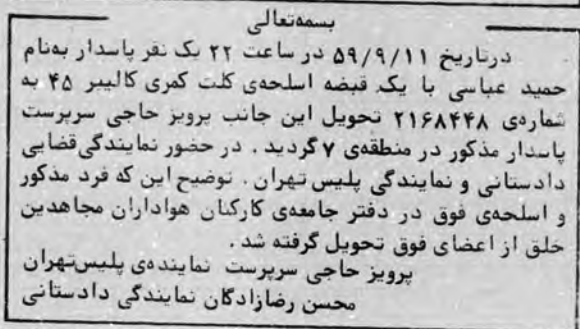 بسمه‌تعالی
درتاریخ ۵۹/۹/۱۱ در ساعت ۲۲ یک نفر پاسدار به‌نام
حمید عباسی با یک قبضه اسلحه‌ی کلت کمری کالیبر ۴۵ به
شماره‌ی ۲۱۶۸۴۴۸ تحویل این جانب پرویز حاجی سرپرست
پاسدار مذکور در منطقه‌ی ۷ گردید . در حضور نمایندگی قضایی
دادستانی و نمایندگی پلیس تهران . توضیح این که فرد مذکور
و اسلحه‌ی فوق در دفتر جامعه‌ی کارکنان هواداران مجاهدین
خلق از اعضای فوق تحویل گرفته شد .
پرویز حاجی سرپرست نماینده‌ی پلیس‌تهران
محسن رضازادگان نمایندگی دادستانی